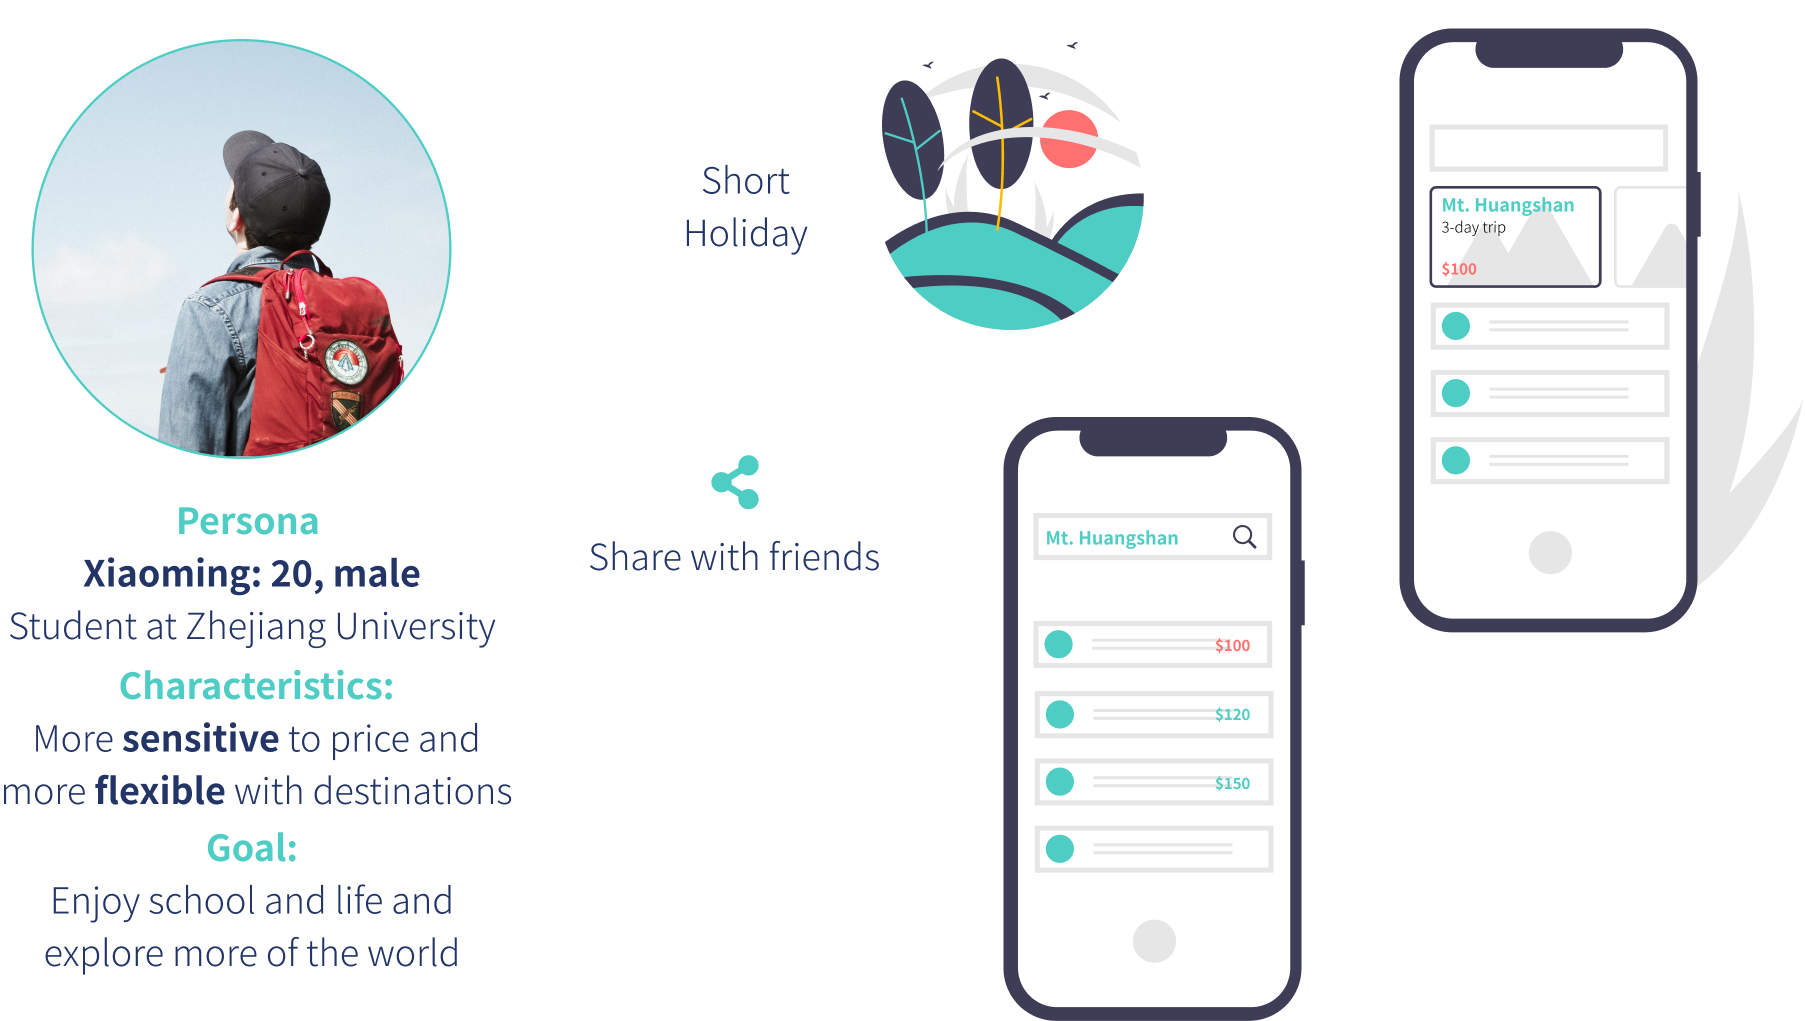 Persona
Xiaoming: 20, male
Student at Zhejiang University
Characteristics:
More sensitive to price and
more flexible with destinations
Goal:
Enjoy school and life and
explore more of the world
Short
Holiday
Share with friends
Mt. Huangshan
$100
$120
$150
Mt. Huangshan
3-day trip
$100